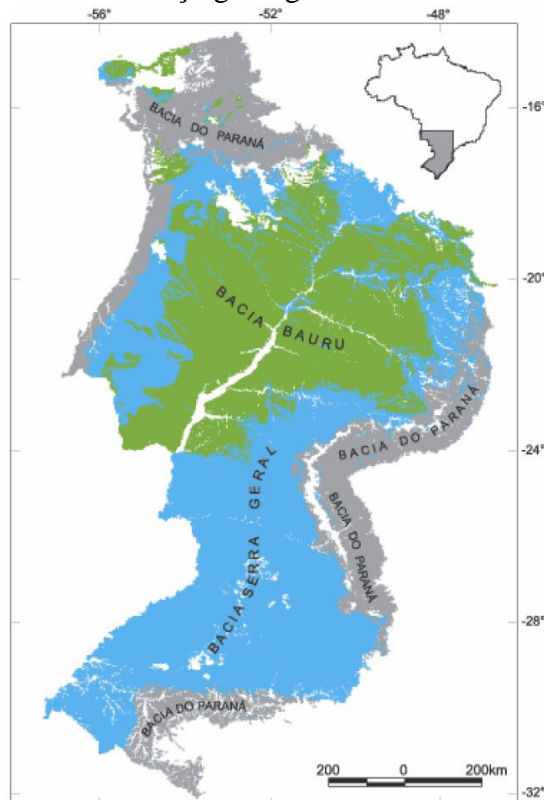 -56°
-52°
-48°
-16°
BACIA DO PARANÁ
-20°
BACIA BAURU
BACIA DO PARANÁ
-24°
BACIA SERRA GERAL
BACIA DO PARANÁ
-28°
BACIA DO PARANÁ
200 0 200km
-32°